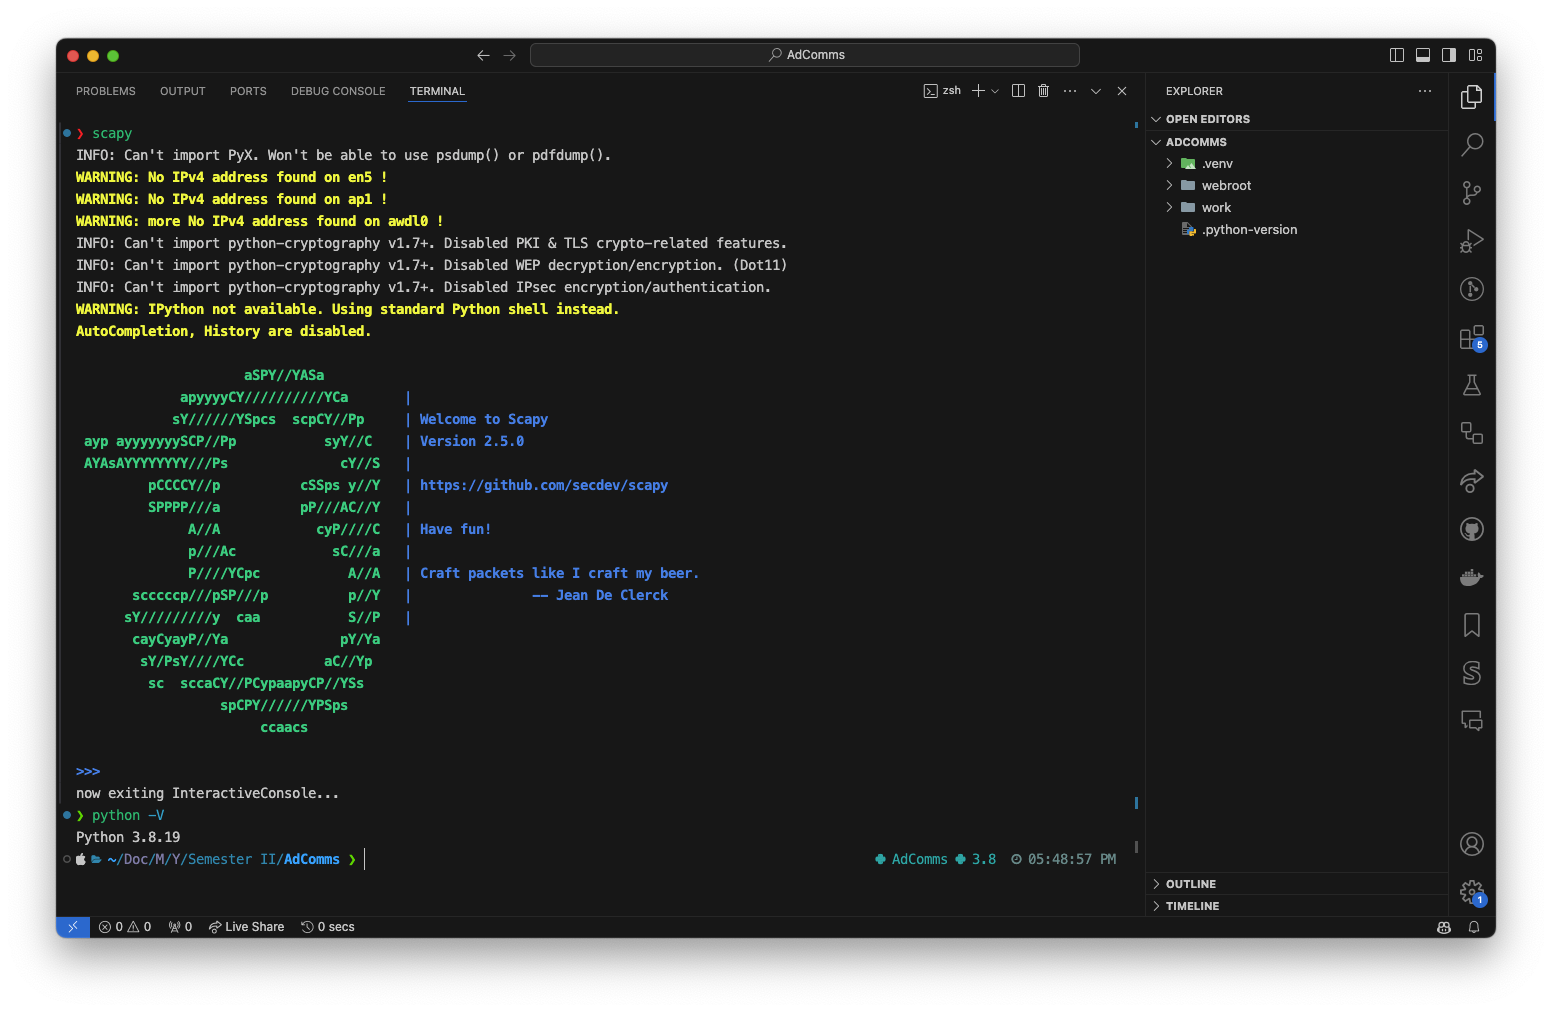 AdComms
PROBLEMS OUTPUT PORTS DEBUG CONSOLE TERMINAL
zsh
❯ scapy
INFO: Can't import PyX. Won't be able to use psdump() or pdfdump().
WARNING: No IPv4 address found on en5 !
WARNING: No IPv4 address found on ap1 !
WARNING: more No IPv4 address found on awdl0 !
INFO: Can't import python-cryptography v1.7+. Disabled PKI & TLS crypto-related features.
INFO: Can't import python-cryptography v1.7+. Disabled WEP decryption/encryption. (Dot11)
INFO: Can't import python-cryptography v1.7+. Disabled IPsec encryption/authentication.
WARNING: IPython not available. Using standard Python shell instead.
AutoCompletion, History are disabled.
                     aSPY//YASa
             apyyyyCY//////////YCa       |
            sY//////YSpcs  scpCY//Pp     | Welcome to Scapy
 ayp ayyyyyyySCP//Pp           syY//C    | Version 2.5.0
 AYAsAYYYYYYYY///Ps              cY//S   |
         pCCCCY//p          cSSps y//Y   | https://github.com/secdev/scapy
         SPPPP///a          pP///AC//Y   |
              A//A            cyP////C   | Have fun!
              p///Ac            sC///a   |
              P////YCpc           A//A   | Craft packets like I craft my beer.
       scccccp///pSP///p          p//Y   |               -- Jean De Clerck
      sY/////////y  caa           S//P   |
       cayCyayP//Ya              pY/Ya
        sY/PsY////YCc          aC//Yp
         sc  sccaCY//PCypaapyCP//YSs
                  spCPY//////YPSps
                       ccaacs
>>>
now exiting InteractiveConsole...
❯ python -V
Python 3.8.19
~/Doc/M/Y/Semester II/AdComms ❯
AdComms 3.8 05:48:57 PM
EXPLORER
OPEN EDITORS
ADCOMMS
.venv
webroot
work
.python-version
OUTLINE
TIMELINE
5
1
0 0 0 Live Share 0 secs